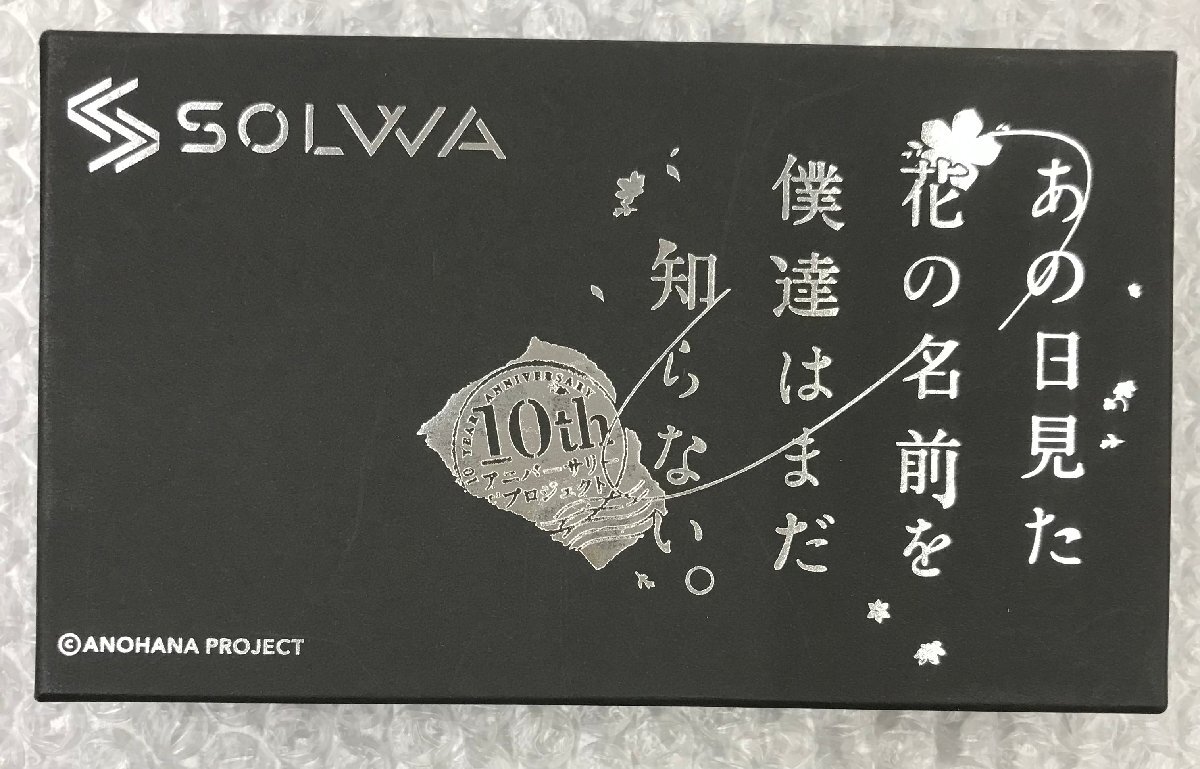 SOLWA
あの日見た
花の名前を
僕達はまだ
知らない。
10 YEARS ANNIVERSARY
10th
アニバーサリー
プロジェクト
©ANOHANA PROJECT